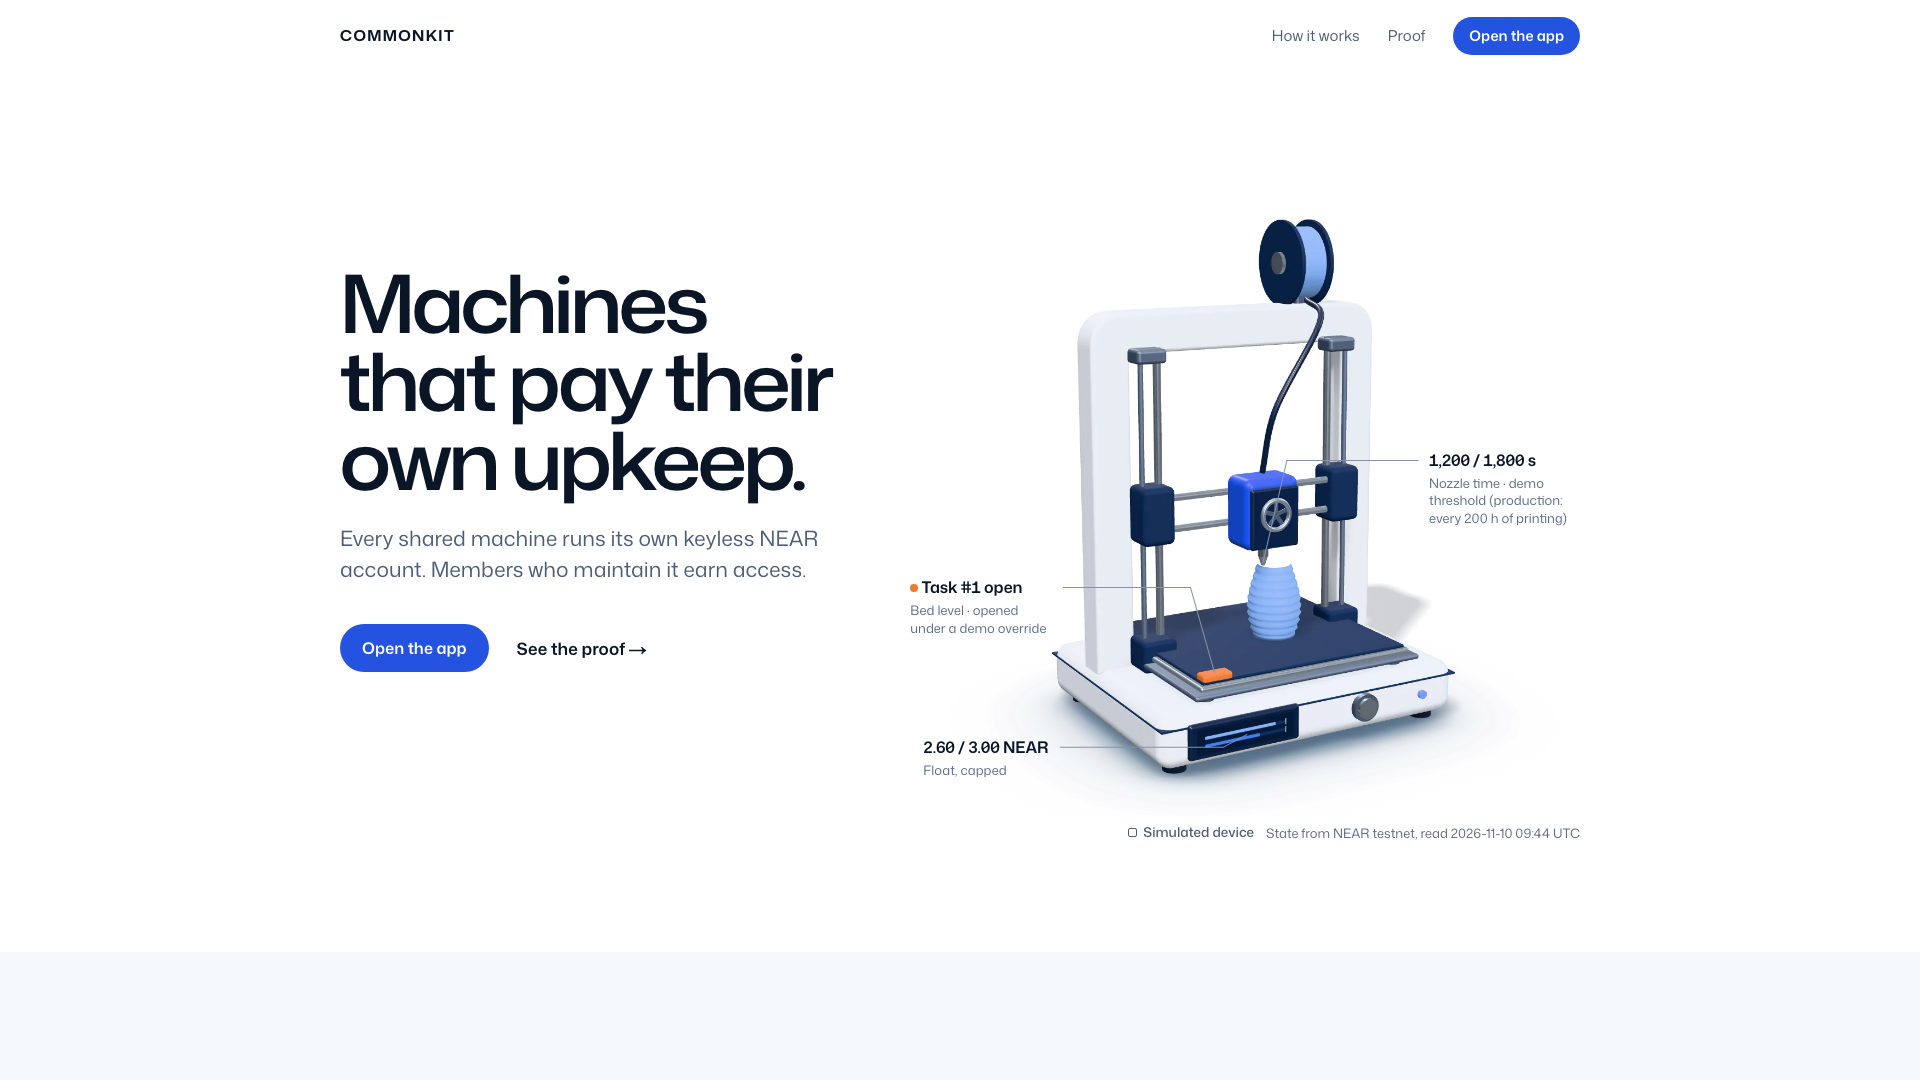 COMMONKIT
How it works
Proof
Open the app
Machines
that pay their
own upkeep.
Every shared machine runs its own keyless NEAR
account. Members who maintain it earn access.
Open the app
See the proof →
1,200 / 1,800 s
Nozzle time · demo
threshold (production:
every 200 h of printing)
Task #1 open
Bed level · opened
under a demo override
2.60 / 3.00 NEAR
Float, capped
Simulated device
State from NEAR testnet, read 2026-11-10 09:44 UTC